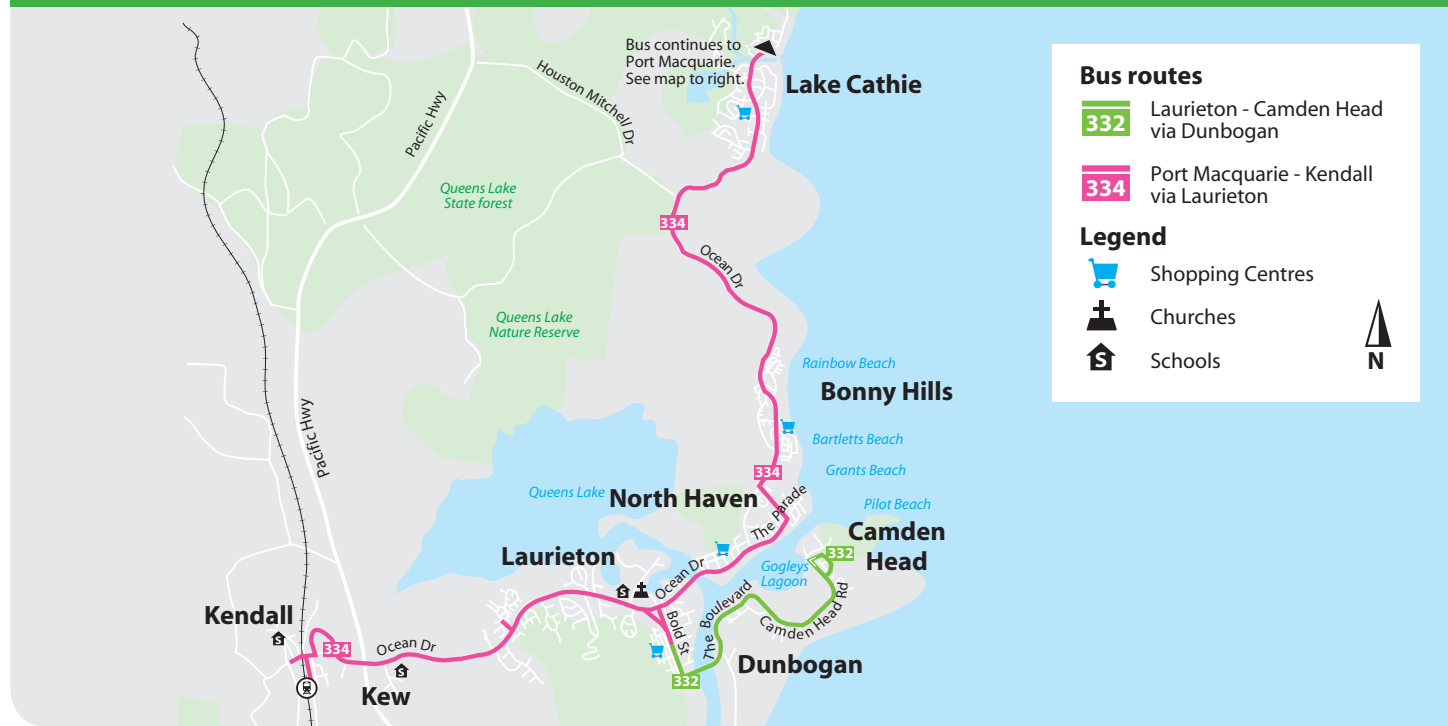 Bus continues to
Port Macquarie.
See map to right.
Lake Cathie
Houston Mitchell Dr
Pacific Hwy
Queens Lake
State forest
334
Ocean Dr
Queens Lake
Nature Reserve
Rainbow Beach
Bonny Hills
Pacific Hwy
Bartletts Beach
334
Grants Beach
Queens Lake
North Haven
The Parade
Pilot Beach
Camden
Head
332
Laurieton
S
Ocean Dr
Gogleys
Lagoon
Kendall
S
334
Ocean Dr
S
Kew
Bold St
The Boulevard
Camden Head Rd
Dunbogan
332
Bus routes
332
Laurieton - Camden Head
via Dunbogan
334
Port Macquarie - Kendall
via Laurieton
Legend
Shopping Centres
Churches
S
Schools
N